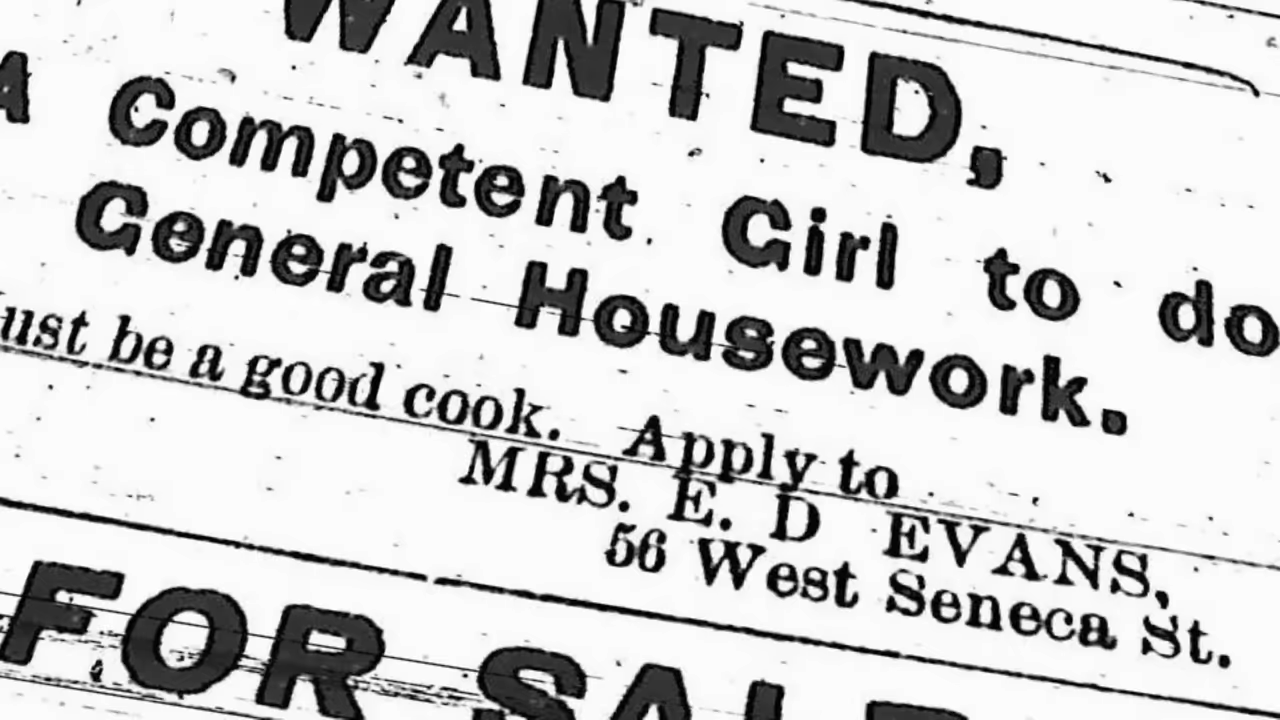 WANTED,
A Competent Girl to do
General Housework.
ust be a good cook. Apply to
MRS. E. D EVANS,
56 West Seneca St.
FOR SALE